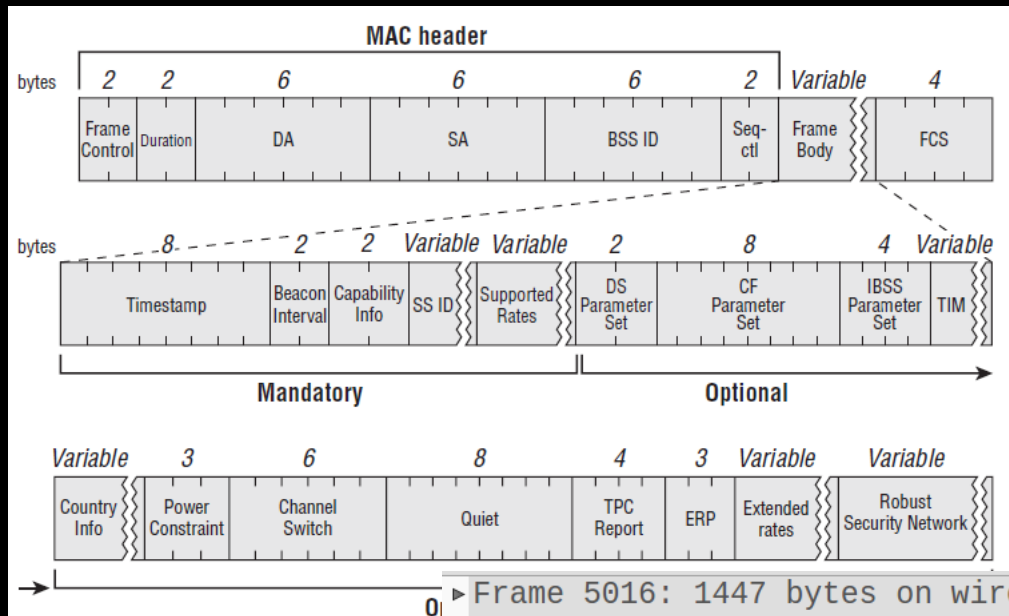 MAC header
bytes 2 2 6 6 6 2 Variable 4
Frame Control Duration DA SA BSS ID Seq-ctl Frame Body FCS
bytes 8 2 2 Variable Variable 2 8 4 Variable
Timestamp Beacon Interval Capability Info SS ID Supported Rates DS Parameter Set CF Parameter Set IBSS Parameter Set TIM
Mandatory Optional
Variable 3 6 8 4 3 Variable Variable
Country Info Power Constraint Channel Switch Quiet TPC Report ERP Extended rates Robust Security Network
Frame 5016: 1447 bytes on